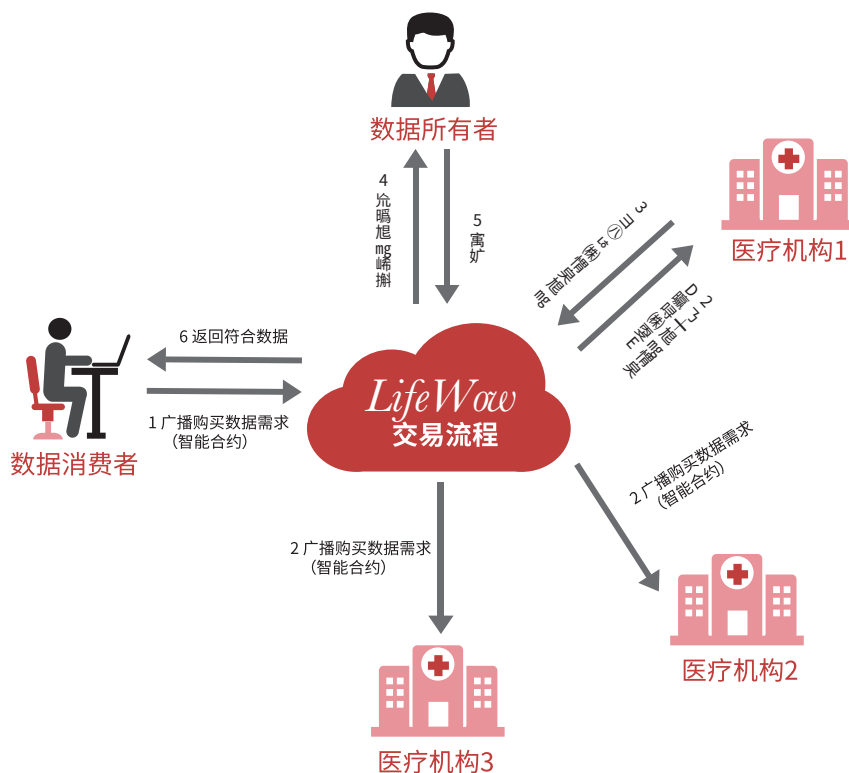 数据所有者
4
5
医疗机构1
3
2
6 返回符合数据
1 广播购买数据需求
（智能合约）
数据消费者
LifeWow
交易流程
2 广播购买数据需求
（智能合约）
医疗机构2
2 广播购买数据需求
（智能合约）
医疗机构3